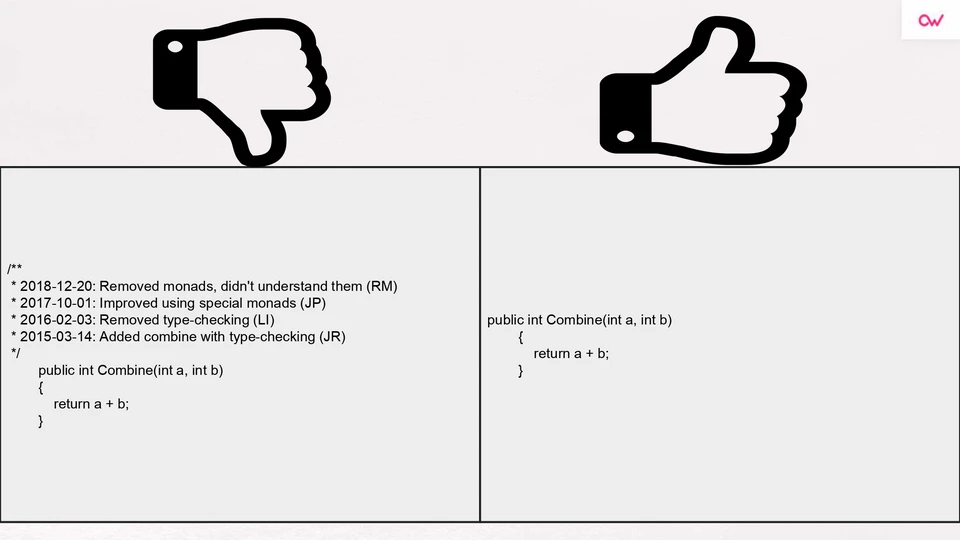 OW
/**
* 2018-12-20: Removed monads, didn't understand them (RM)
* 2017-10-01: Improved using special monads (JP)
* 2016-02-03: Removed type-checking (LI)
* 2015-03-14: Added combine with type-checking (JR)
*/
public int Combine(int a, int b)
{
return a + b;
}
public int Combine(int a, int b)
{
return a + b;
}